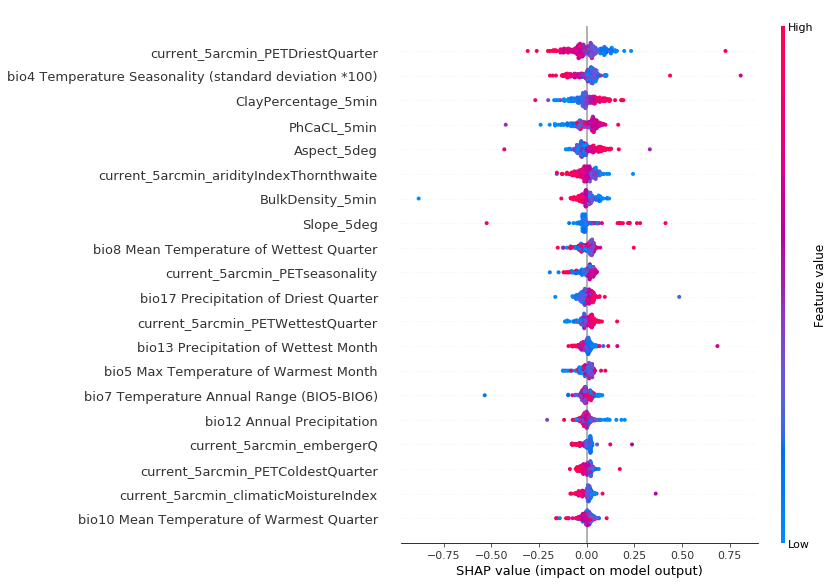 High
current_5arcmin_PETDriestQuarter
bio4 Temperature Seasonality (standard deviation *100)
ClayPercentage_5min
PhCaCL_5min
Aspect_5deg
current_5arcmin_aridityIndexThornthwaite
BulkDensity_5min
Slope_5deg
bio8 Mean Temperature of Wettest Quarter
current_5arcmin_PETseasonality
bio17 Precipitation of Driest Quarter
current_5arcmin_PETWettestQuarter
bio13 Precipitation of Wettest Month
bio5 Max Temperature of Warmest Month
bio7 Temperature Annual Range (BIO5-BIO6)
bio12 Annual Precipitation
current_5arcmin_embergerQ
current_5arcmin_PETColdestQuarter
current_5arcmin_climaticMoistureIndex
bio10 Mean Temperature of Warmest Quarter
Feature value
Low
−0.75 −0.50 −0.25 0.00 0.25 0.50 0.75
SHAP value (impact on model output)